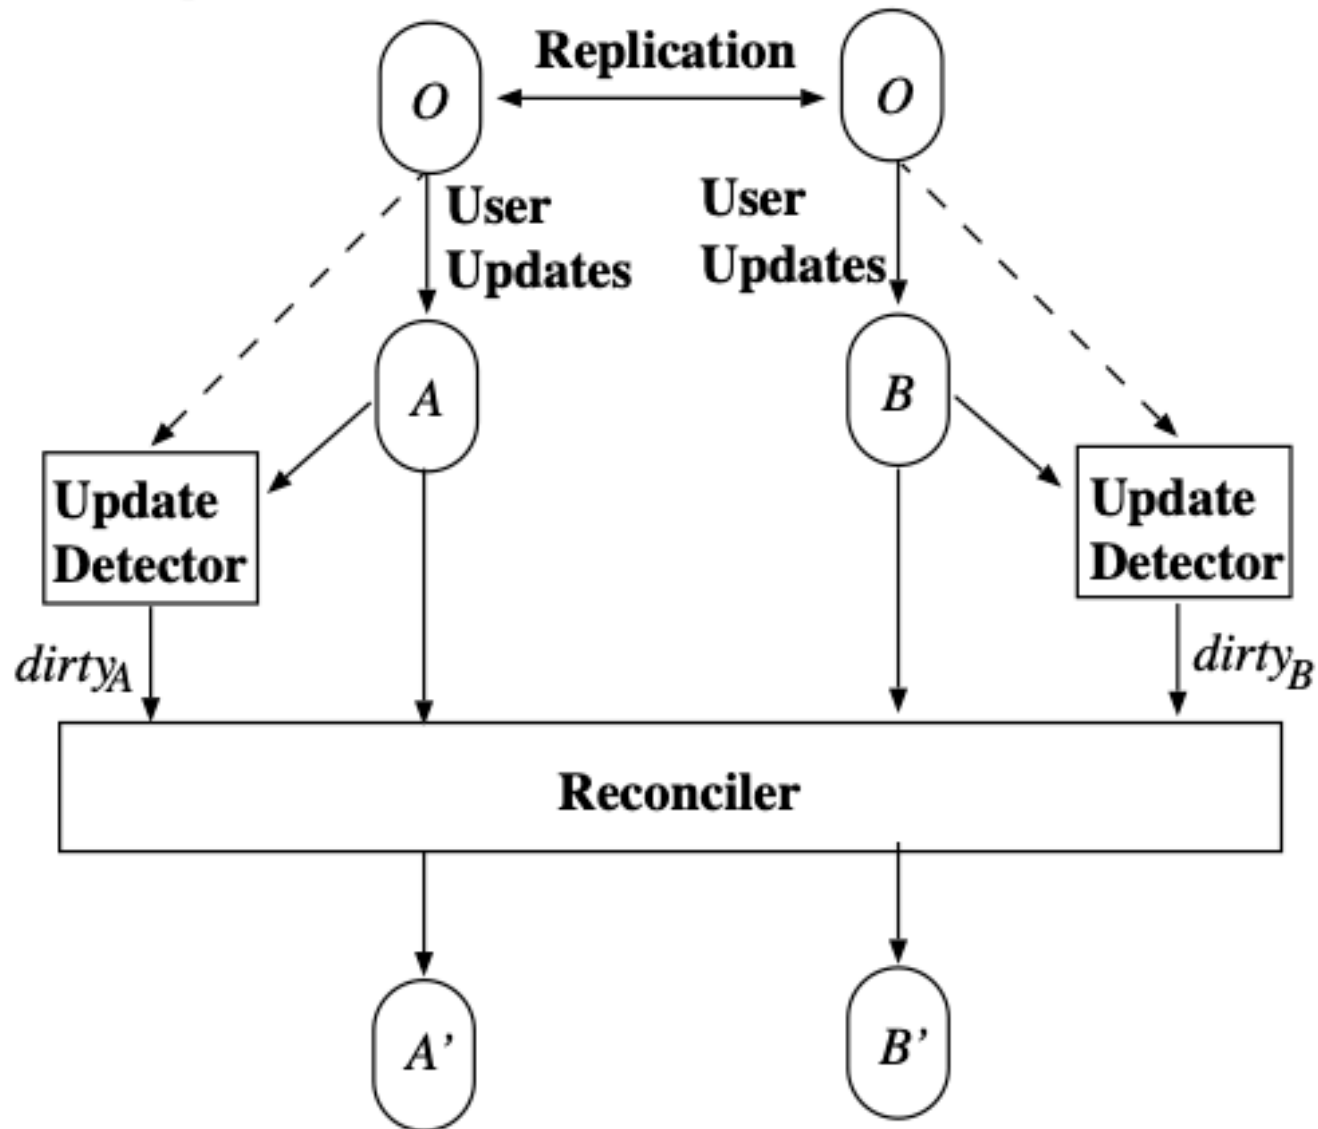 O
Replication
O
User
Updates
User
Updates
A
B
Update
Detector
Update
Detector
dirtyA
dirtyB
Reconciler
A’
B’